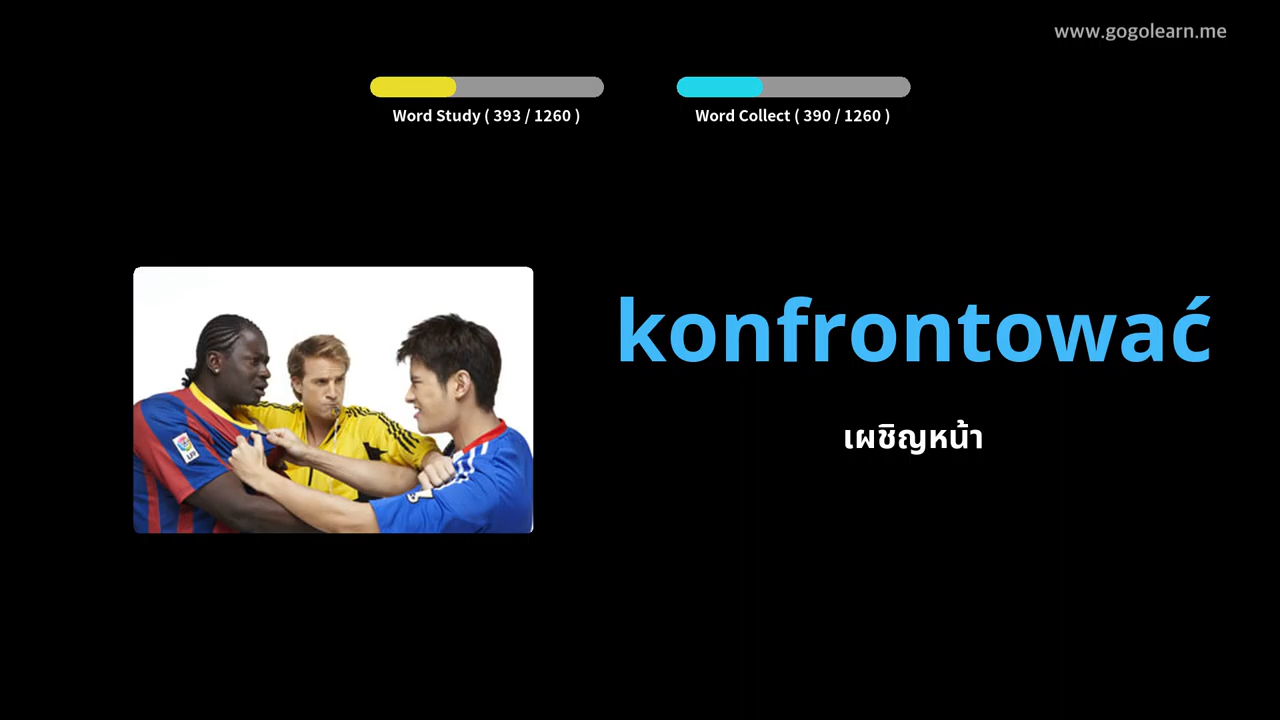 www.gogolearn.me
Word Study ( 393 / 1260 )
Word Collect ( 390 / 1260 )
konfrontować
เผชิญหน้า
LFP